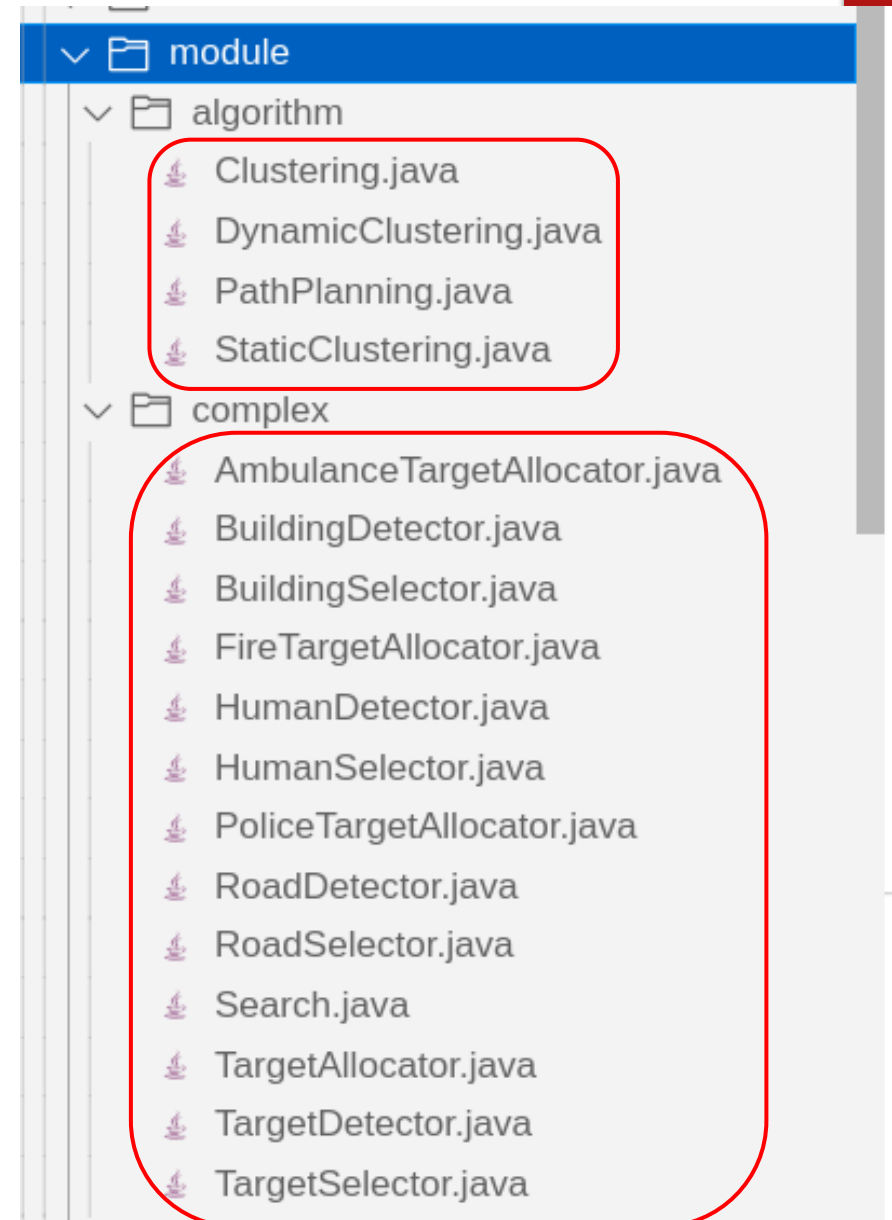 module
algorithm
Clustering.java
DynamicClustering.java
PathPlanning.java
StaticClustering.java
complex
AmbulanceTargetAllocator.java
BuildingDetector.java
BuildingSelector.java
FireTargetAllocator.java
HumanDetector.java
HumanSelector.java
PoliceTargetAllocator.java
RoadDetector.java
RoadSelector.java
Search.java
TargetAllocator.java
TargetDetector.java
TargetSelector.java